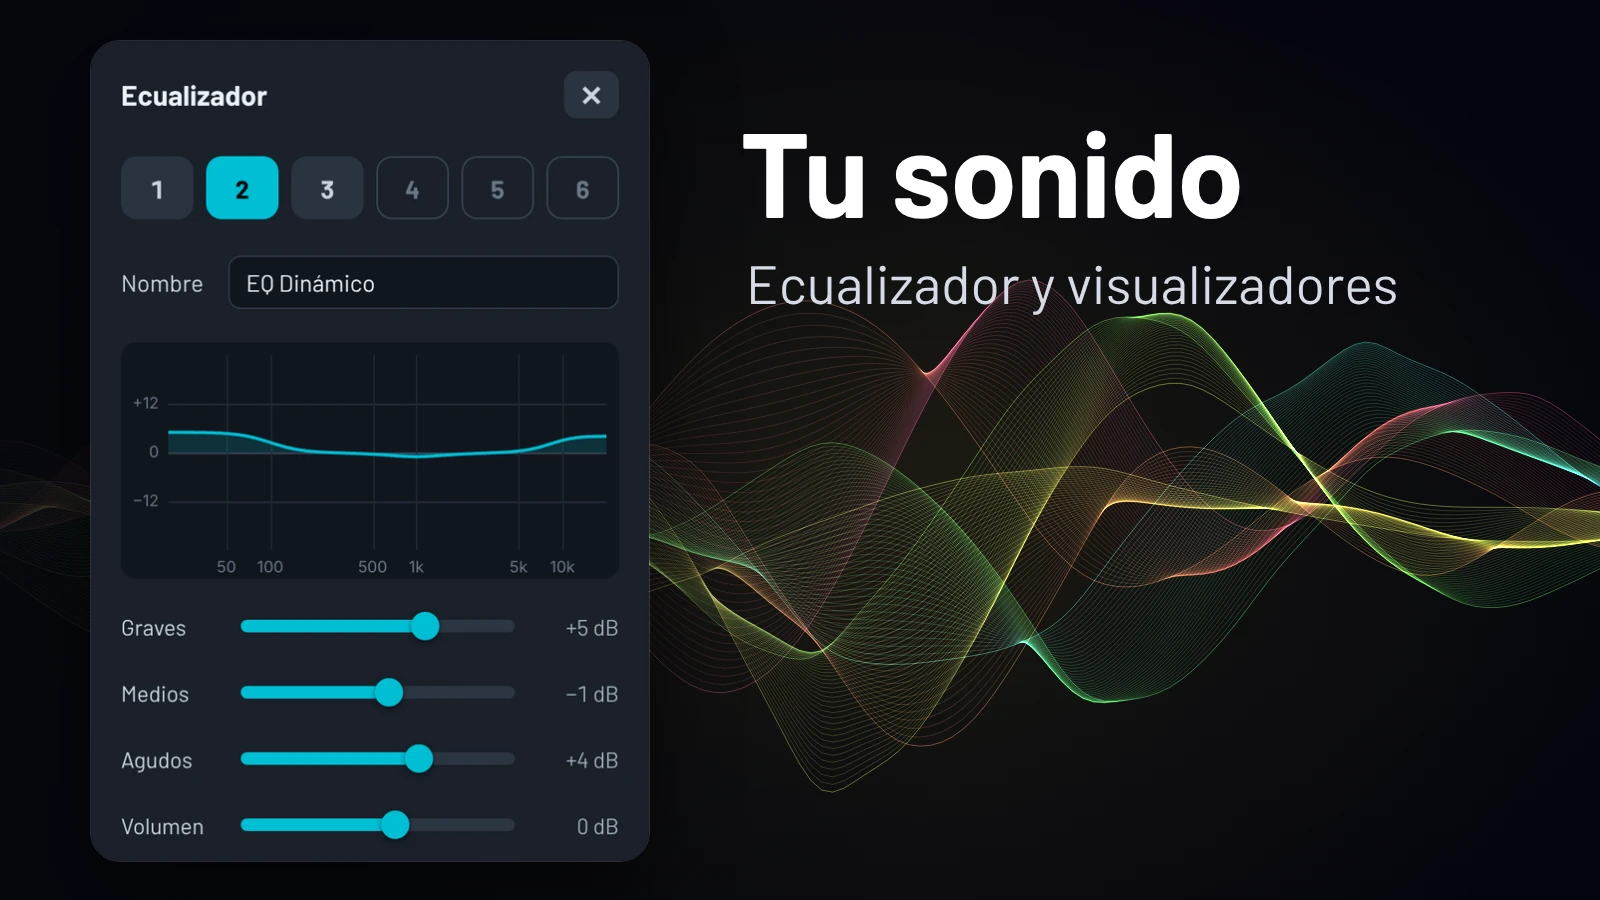 Ecualizador
✕
1 2 3 4 5 6
Nombre EQ Dinámico
+12
0
−12
50 100 500 1k 5k 10k
Graves +5 dB
Medios −1 dB
Agudos +4 dB
Volumen 0 dB
Tu sonido
Ecualizador y visualizadores